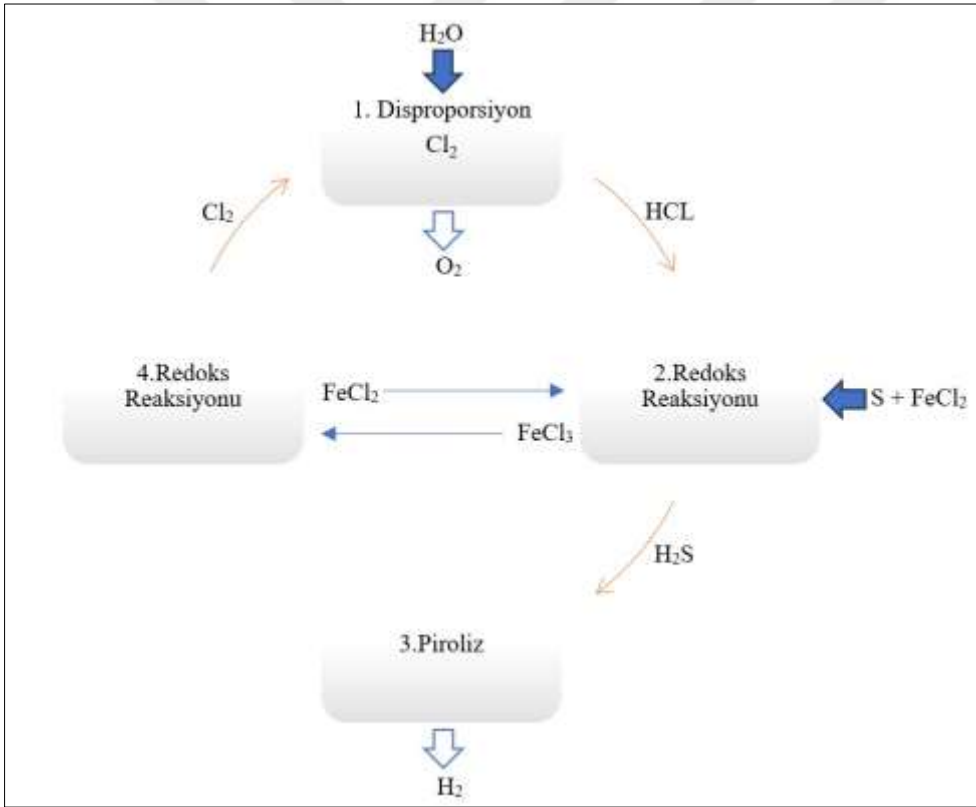 H₂O
1. Disproporsiyon
Cl₂
Cl₂
HCL
O₂
4.Redoks
Reaksiyonu
FeCl₂
FeCl₃
2.Redoks
Reaksiyonu
S + FeCl₂
H₂S
3.Piroliz
H₂